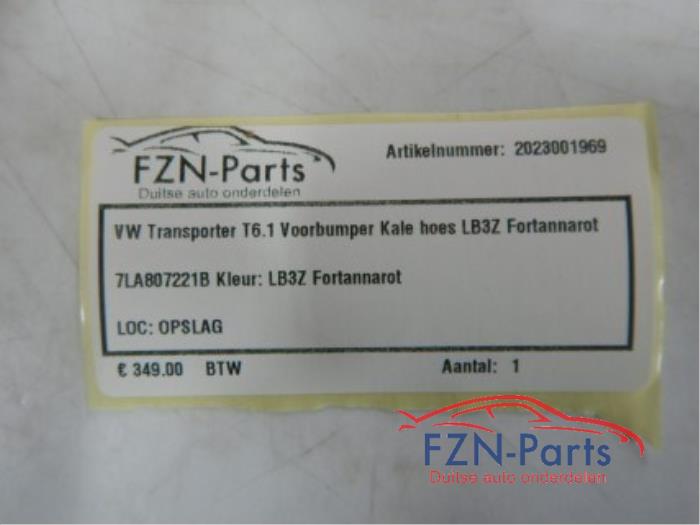 FZN-Parts
Duitse auto onderdelen
Artikelnummer: 2023001969
VW Transporter T6.1 Voorbumper Kale hoes LB3Z Fortannarot
7LA807221B Kleur: LB3Z Fortannarot
LOC: OPSLAG
€ 349.00 BTW
Aantal: 1
FZN-Parts
Duitse auto onderdelen